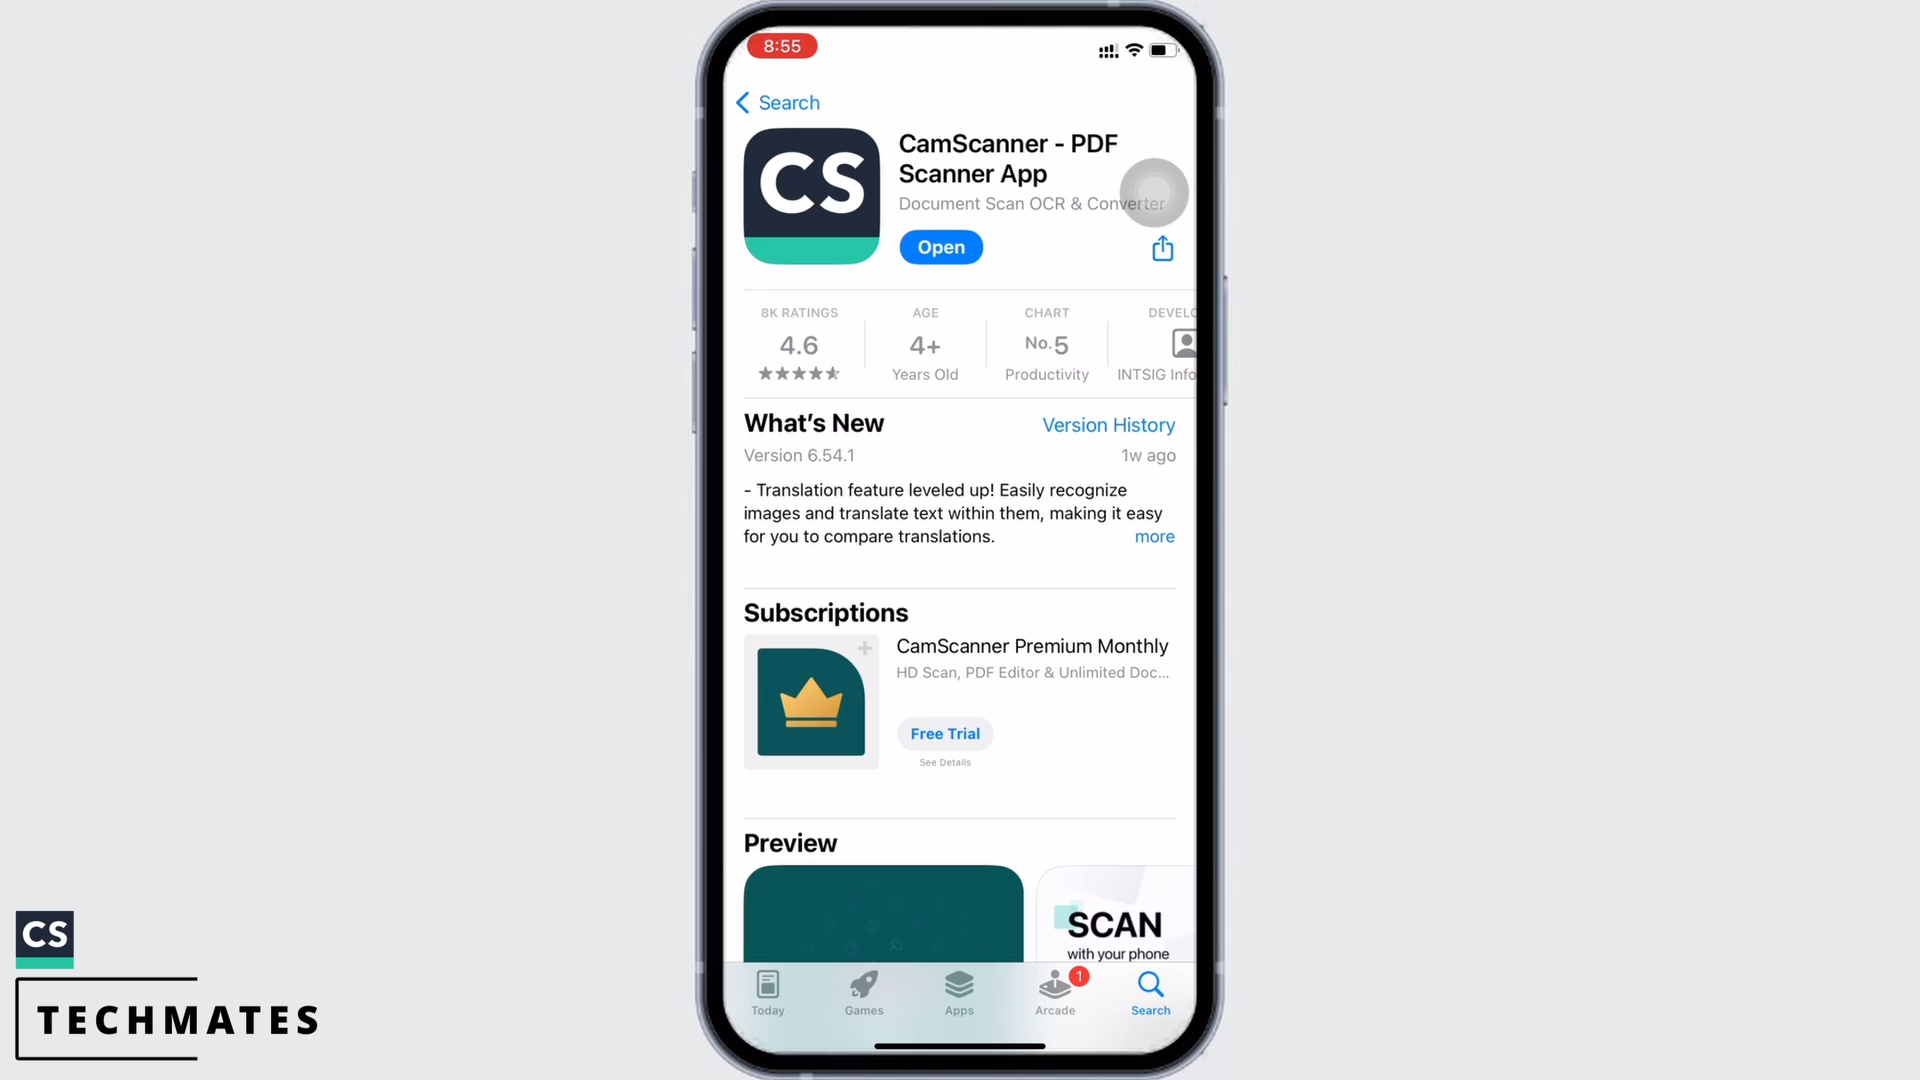 8:55
Search
CS
CamScanner - PDF
Scanner App
Document Scan OCR & Converter
Open
8K RATINGS
AGE
CHART
DEVELO
4.6
4+
No.5
Years Old
Productivity
INTSIG Info
What’s New
Version History
Version 6.54.1
1w ago
- Translation feature leveled up! Easily recognize
images and translate text within them, making it easy
for you to compare translations.
more
Subscriptions
CamScanner Premium Monthly
HD Scan, PDF Editor & Unlimited Doc...
Free Trial
See Details
Preview
SCAN
with your phone
1
Today
Games
Apps
Arcade
Search
CS
TECHMATES